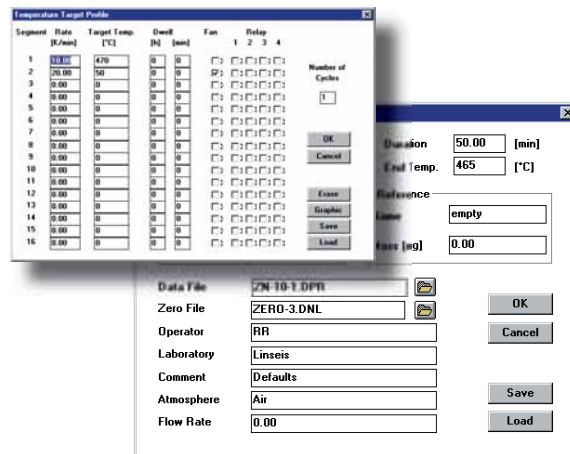 Temperature Target Profile
Segment Rate Target Temp. Dwell Fan Relay
[K/min] [°C] [h] [min] 1 2 3 4
1 10.00 470 0 0
2 20.00 50 0 0
3 0.00 0 0 0
4 0.00 0 0 0
5 0.00 0 0 0
6 0.00 0 0 0
7 0.00 0 0 0
8 0.00 0 0 0
9 0.00 0 0 0
10 0.00 0 0 0
11 0.00 0 0 0
12 0.00 0 0 0
13 0.00 0 0 0
14 0.00 0 0 0
15 0.00 0 0 0
16 0.00 0 0 0
Number of
Cycles
1
OK
Cancel
Erase
Graphic
Save
Load
Duration 50.00 [min]
End Temp. 465 [°C]
Reference
Name empty
Mass [mg] 0.00
Data File ZN-10-1.DPR
Zero File ZERO-3.DNL
Operator RR
Laboratory Linseis
Comment Defaults
Atmosphere Air
Flow Rate 0.00
OK
Cancel
Save
Load